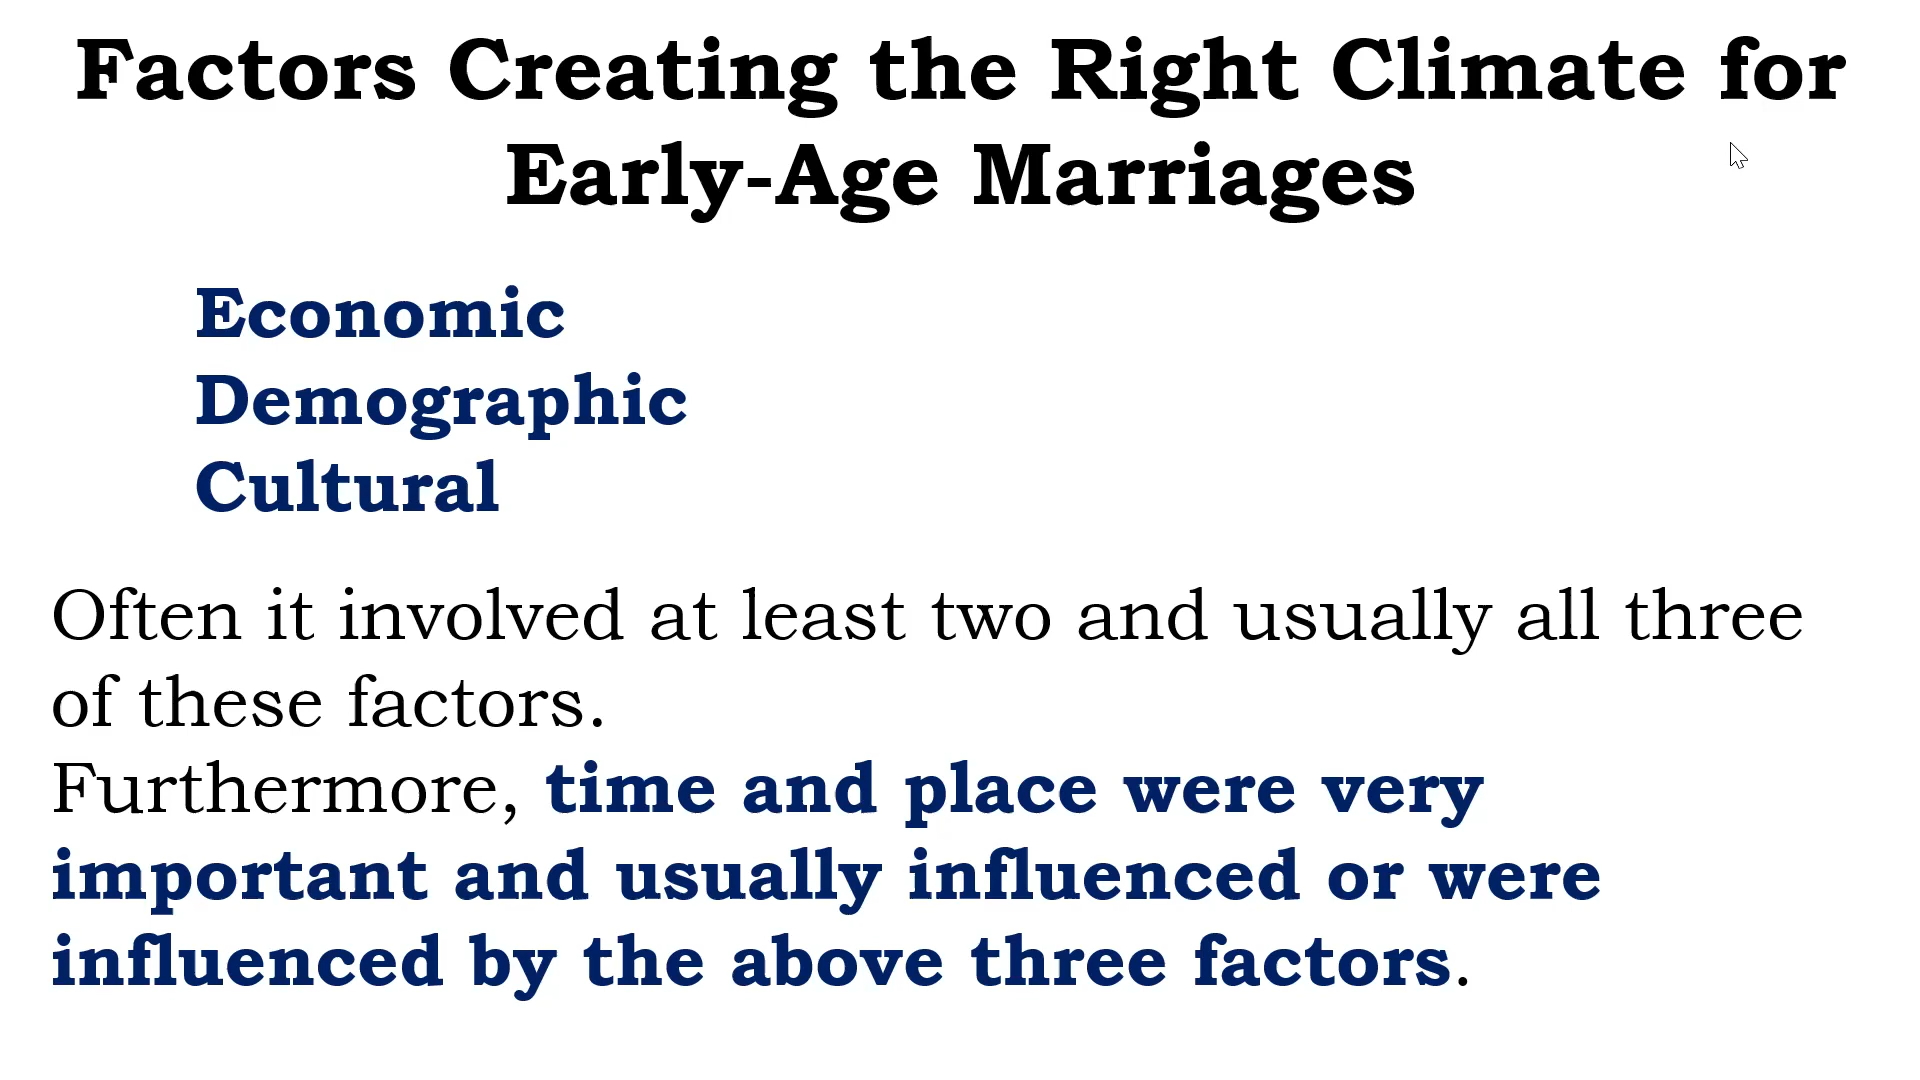 Factors Creating the Right Climate for
Early-Age Marriages
Economic
Demographic
Cultural
Often it involved at least two and usually all three
of these factors.
Furthermore, time and place were very
important and usually influenced or were
influenced by the above three factors.